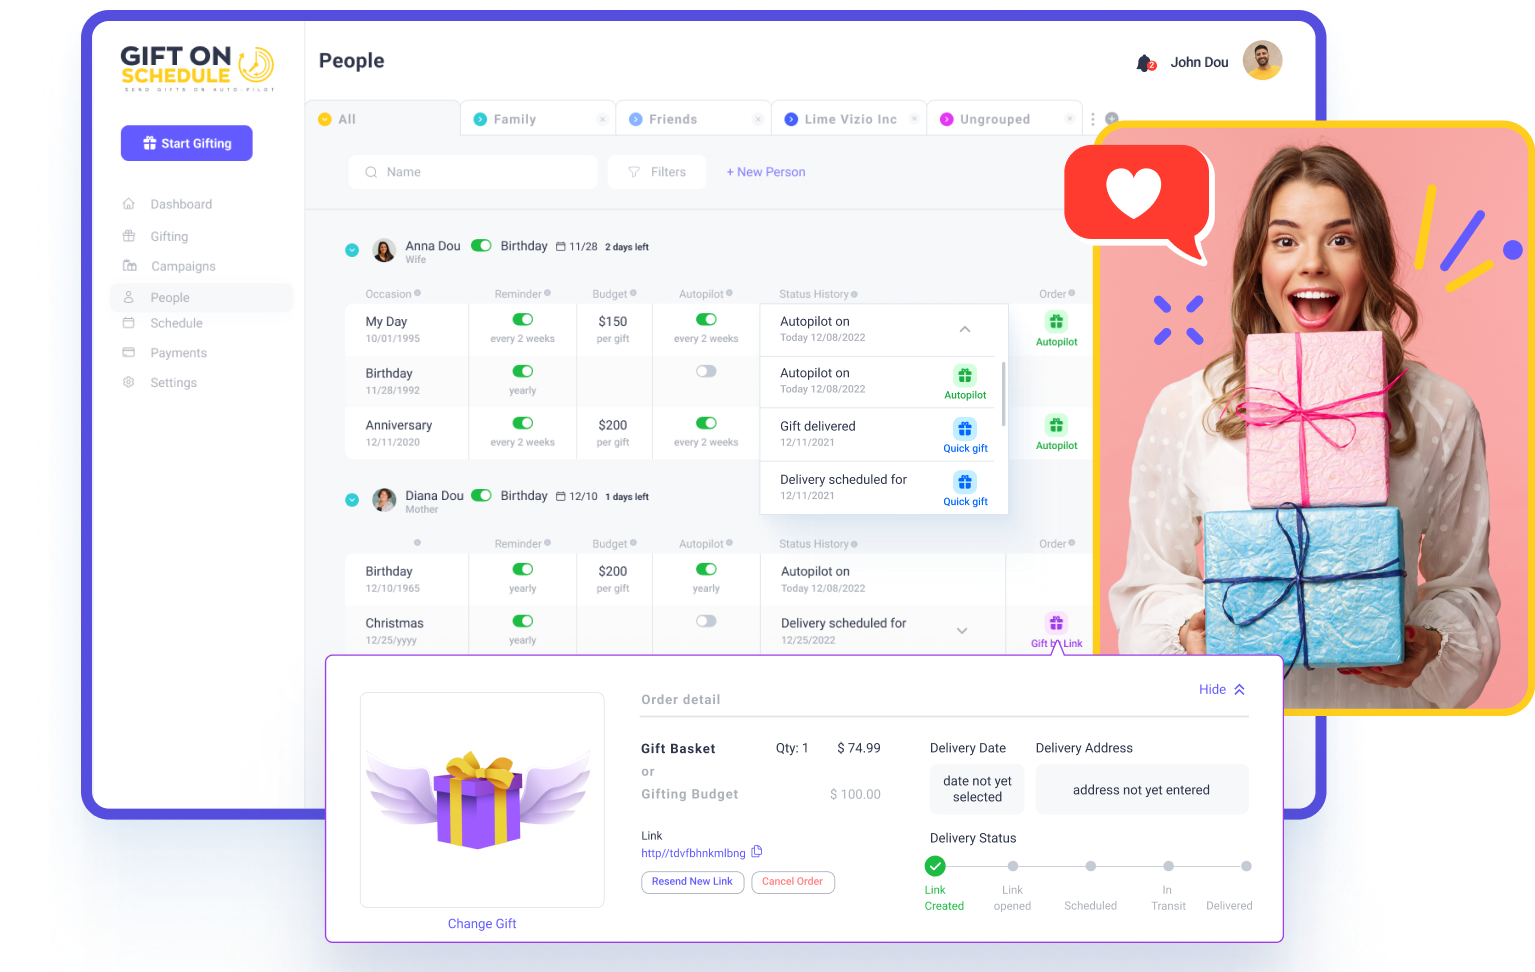 GIFT ON
SCHEDULE
SEND GIFTS ON AUTO-PILOT
People
2
John Dou
All
Family
Friends
Lime Vizio Inc
Ungrouped
Start Gifting
Name
Filters
+ New Person
Dashboard
Gifting
Campaigns
People
Schedule
Payments
Settings
Anna Dou
Birthday
11/28
2 days left
Wife
Occasion
Reminder
Budget
Autopilot
Status History
Order
My Day
10/01/1995
every 2 weeks
$150
per gift
every 2 weeks
Autopilot on
Today 12/08/2022
Autopilot
Birthday
11/28/1992
yearly
Autopilot on
Today 12/08/2022
Autopilot
Anniversary
12/11/2020
every 2 weeks
$200
per gift
every 2 weeks
Gift delivered
12/11/2021
Quick gift
Autopilot
Delivery scheduled for
12/11/2021
Quick gift
Diana Dou
Birthday
12/10
1 days left
Mother
Reminder
Budget
Autopilot
Status History
Order
Birthday
12/10/1965
yearly
$200
per gift
yearly
Autopilot on
Today 12/08/2022
Christmas
12/25/yyyy
yearly
Delivery scheduled for
12/25/2022
Gift by Link
Hide
Order detail
Gift Basket
Qty: 1
$ 74.99
or
Gifting Budget
$ 100.00
Link
http//tdvfbhnkmlbng
Resend New Link
Cancel Order
Change Gift
Delivery Date
Delivery Address
date not yet
selected
address not yet entered
Delivery Status
Link
Created
Link
opened
Scheduled
In
Transit
Delivered